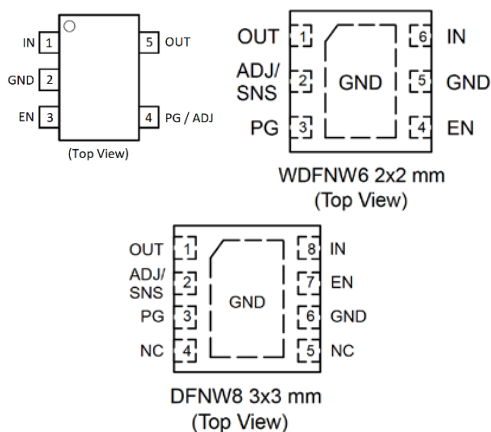 IN 1 5 OUT
GND 2
EN 3 4 PG / ADJ
(Top View)
OUT 1 6 IN
ADJ/
SNS 2 GND 5 GND
PG 3 4 EN
WDFNW6 2x2 mm
(Top View)
OUT 1 8 IN
ADJ/
SNS 2 7 EN
GND
PG 3 6 GND
NC 4 5 NC
DFNW8 3x3 mm
(Top View)